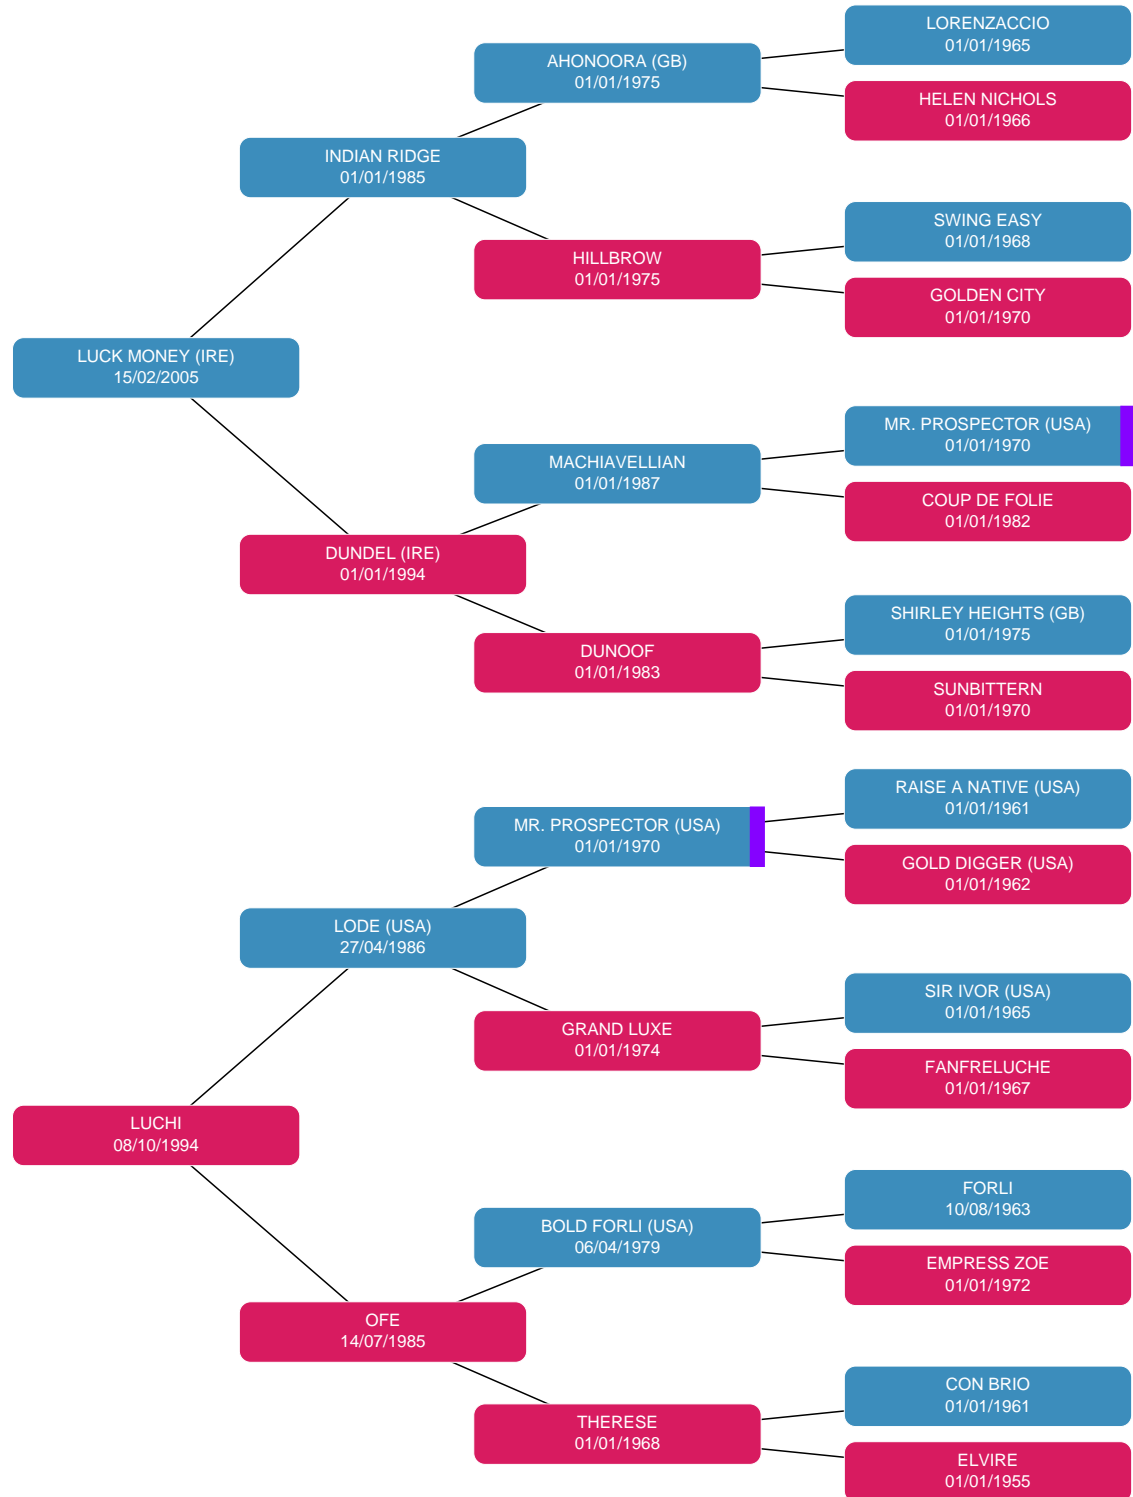 LORENZACCIO
01/01/1965
AHONOORA (GB)
01/01/1975
HELEN NICHOLS
01/01/1966
INDIAN RIDGE
01/01/1985
SWING EASY
01/01/1968
HILLBROW
01/01/1975
GOLDEN CITY
01/01/1970
LUCK MONEY (IRE)
15/02/2005
MR. PROSPECTOR (USA)
01/01/1970
MACHIAVELLIAN
01/01/1987
COUP DE FOLIE
01/01/1982
DUNDEL (IRE)
01/01/1994
SHIRLEY HEIGHTS (GB)
01/01/1975
DUNOOF
01/01/1983
SUNBITTERN
01/01/1970
RAISE A NATIVE (USA)
01/01/1961
MR. PROSPECTOR (USA)
01/01/1970
GOLD DIGGER (USA)
01/01/1962
LODE (USA)
27/04/1986
SIR IVOR (USA)
01/01/1965
GRAND LUXE
01/01/1974
FANFRELUCHE
01/01/1967
LUCHI
08/10/1994
FORLI
10/08/1963
BOLD FORLI (USA)
06/04/1979
EMPRESS ZOE
01/01/1972
OFE
14/07/1985
CON BRIO
01/01/1961
THERESE
01/01/1968
ELVIRE
01/01/1955